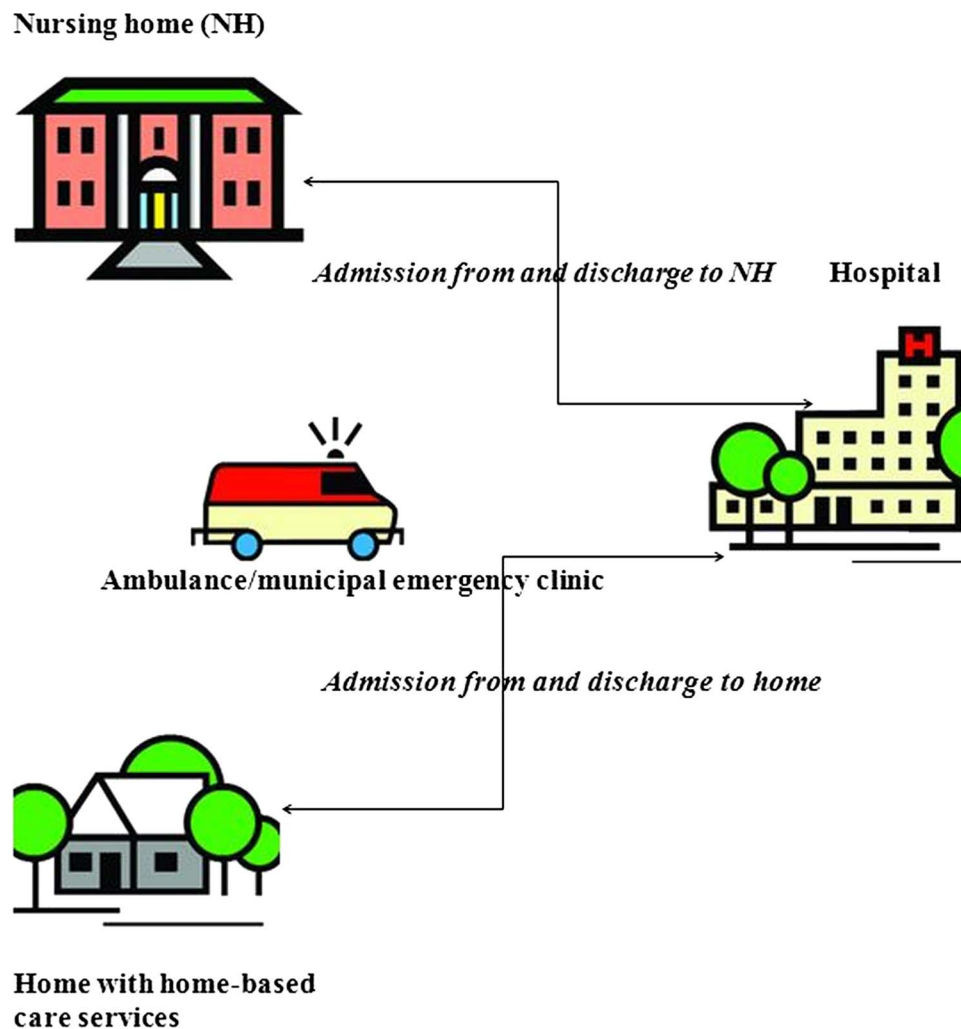 Nursing home (NH)
Admission from and discharge to NH
Hospital
H
Ambulance/municipal emergency clinic
Admission from and discharge to home
Home with home-based
care services